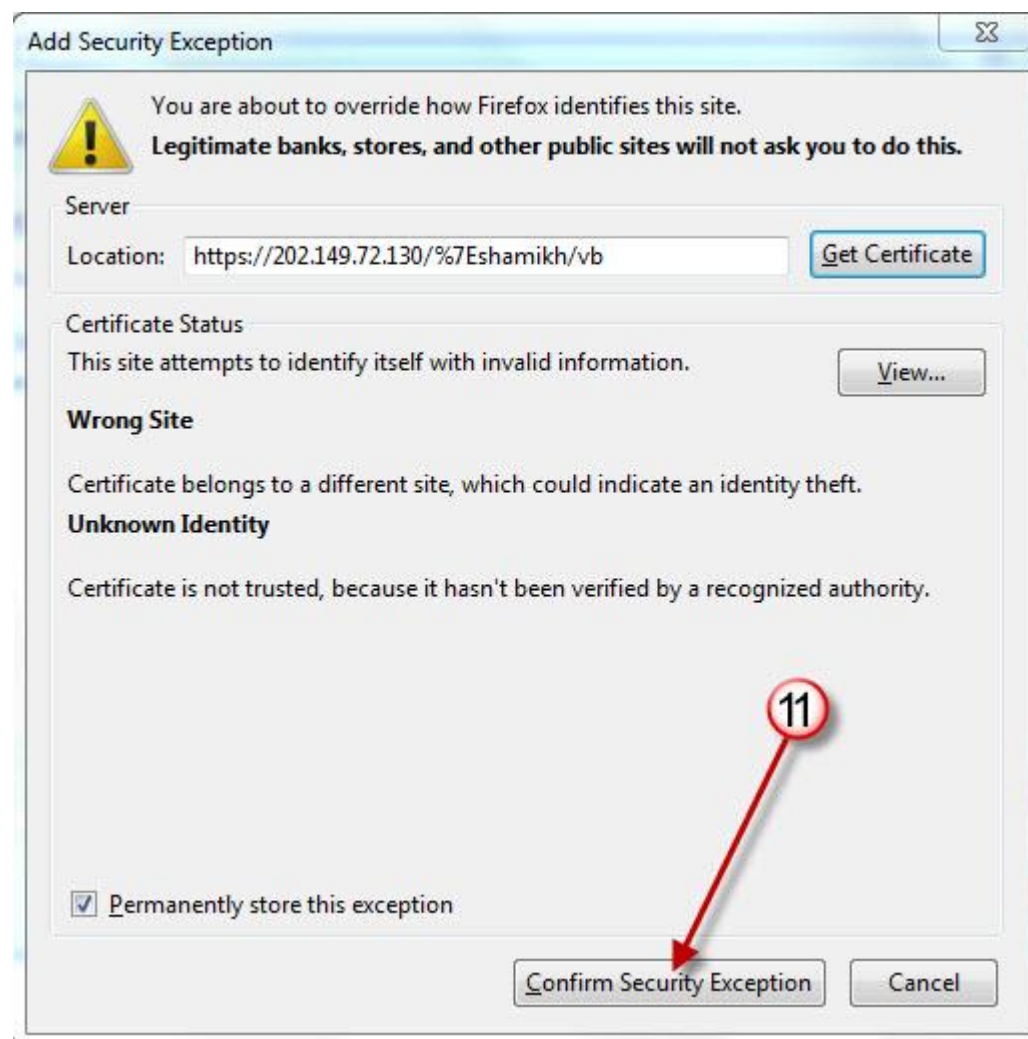 Add Security Exception
You are about to override how Firefox identifies this site.
Legitimate banks, stores, and other public sites will not ask you to do this.
Server
Location: https://202.149.72.130/%7Eshamikh/vb Get Certificate
Certificate Status
This site attempts to identify itself with invalid information. View...
Wrong Site
Certificate belongs to a different site, which could indicate an identity theft.
Unknown Identity
Certificate is not trusted, because it hasn't been verified by a recognized authority.
11
Permanently store this exception
Confirm Security Exception Cancel